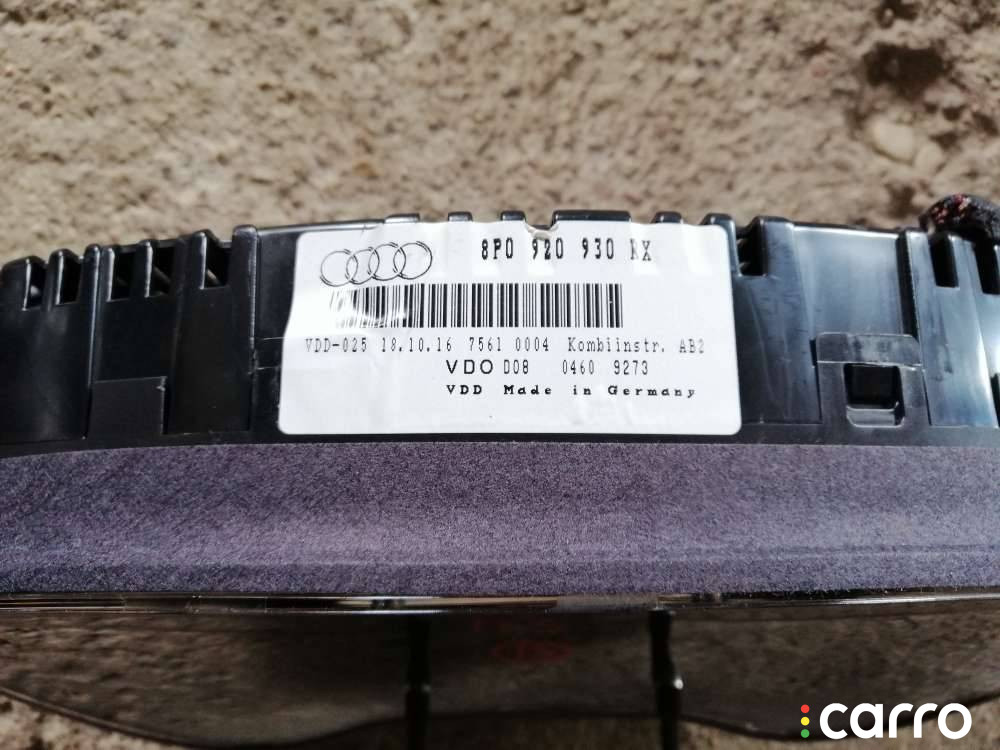 8P0 920 930
VDD-025 18.10.16 7561 0004 Kombiinstr. AB2
VDO D08 0460 9273
VDD Made in Germany
carro